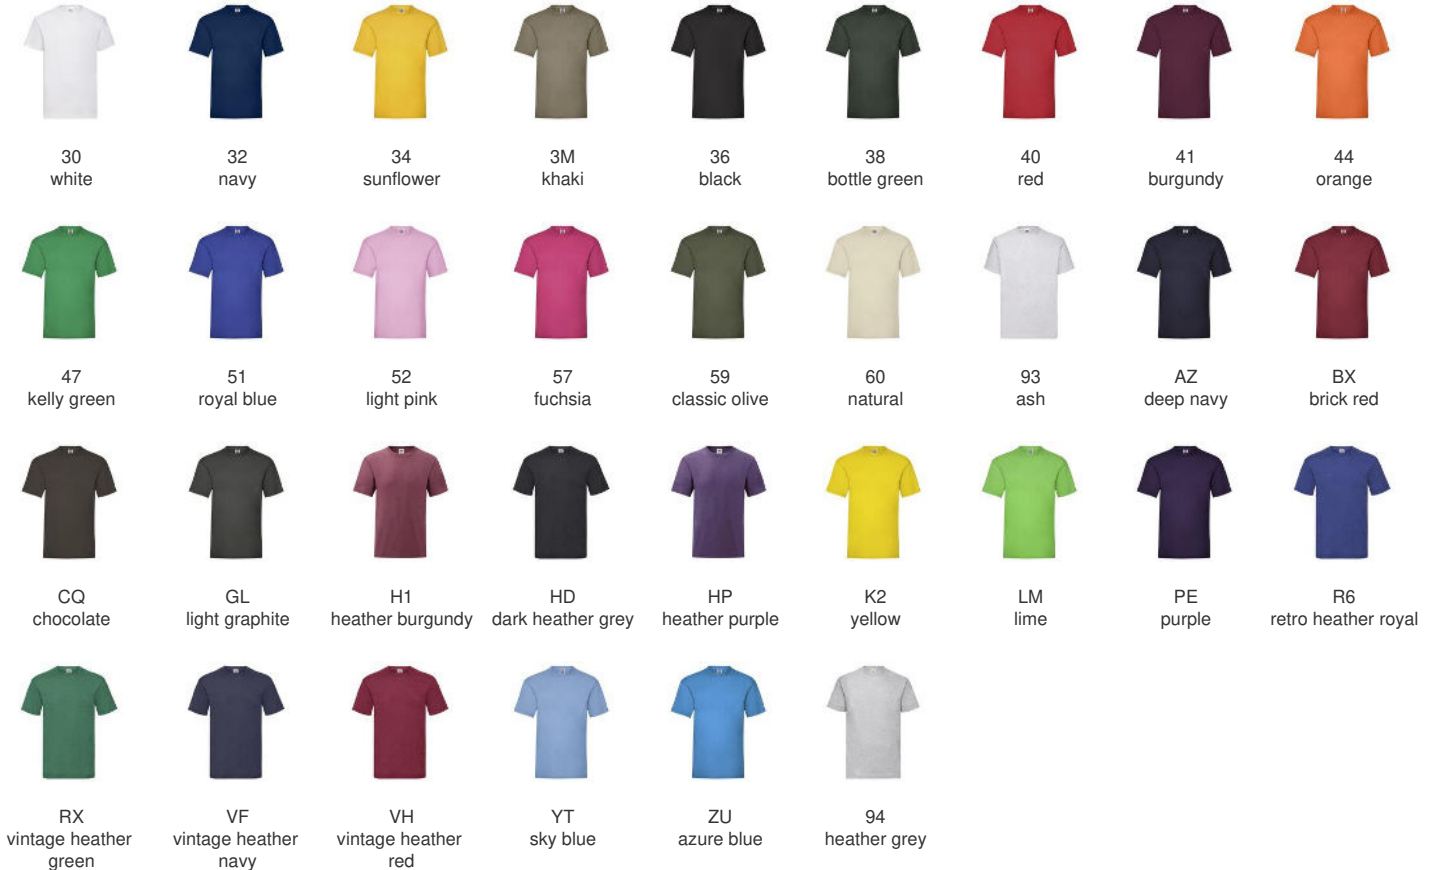 30
white
32
navy
34
sunflower
3M
khaki
36
black
38
bottle green
40
red
41
burgundy
44
orange
47
kelly green
51
royal blue
52
light pink
57
fuchsia
59
classic olive
60
natural
93
ash
AZ
deep navy
BX
brick red
CQ
chocolate
GL
light graphite
H1
heather burgundy
HD
dark heather grey
HP
heather purple
K2
yellow
LM
lime
PE
purple
R6
retro heather royal
RX
vintage heather
green
VF
vintage heather
navy
VH
vintage heather
red
YT
sky blue
ZU
azure blue
94
heather grey